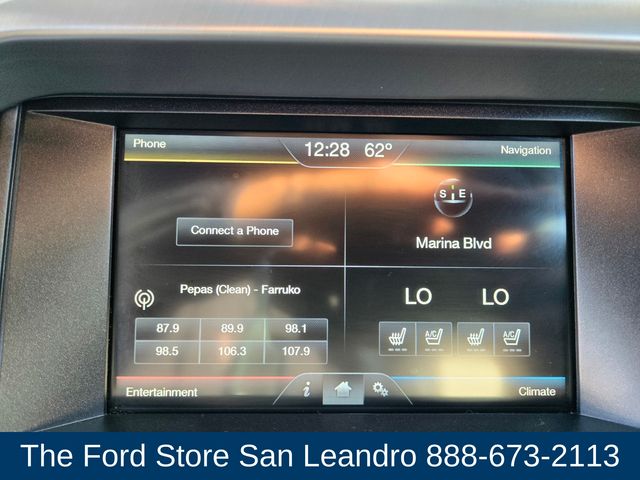 Phone 12:28 62° Navigation
S E
Connect a Phone
Marina Blvd
Pepas (Clean) - Farruko
LO LO
87.9 89.9 98.1
A/C A/C
98.5 106.3 107.9
i
Entertainment Climate
The Ford Store San Leandro 888-673-2113